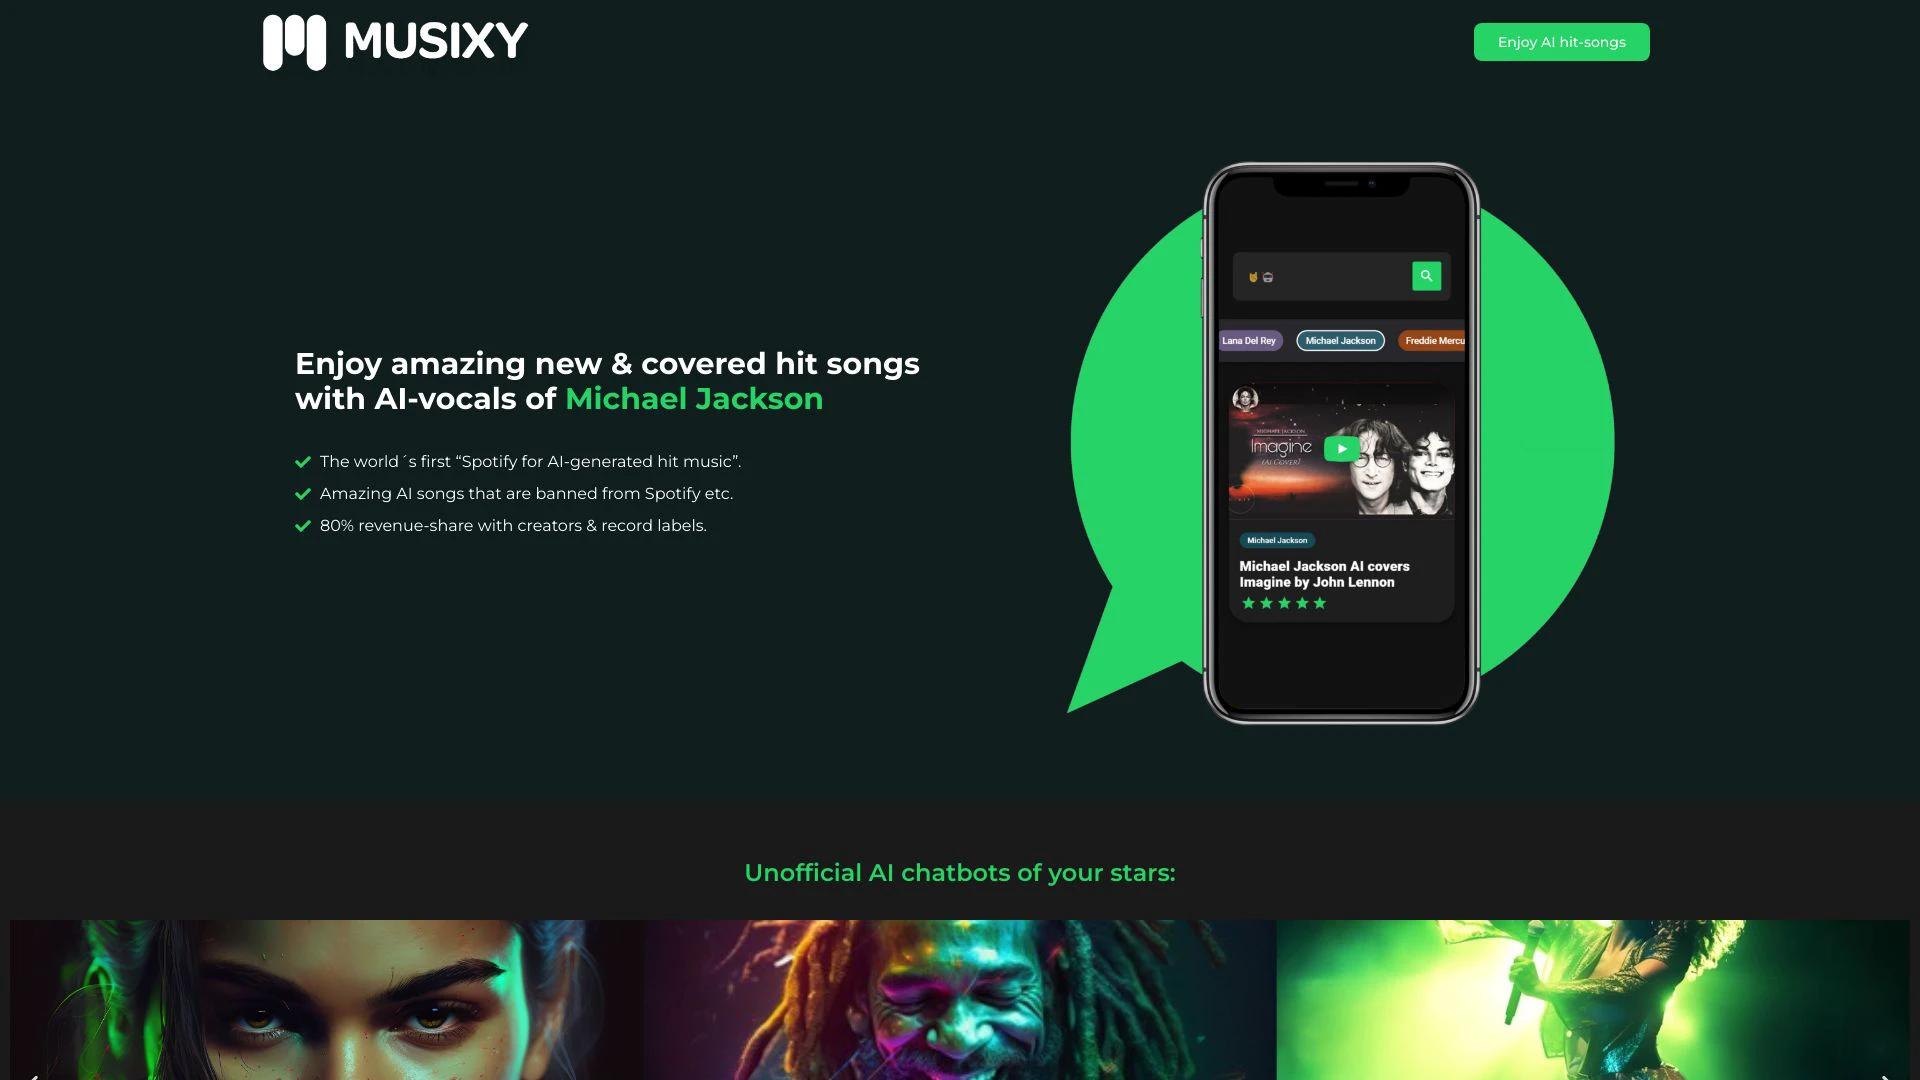 MUSIXY
Enjoy AI hit-songs
Enjoy amazing new & covered hit songs
with AI-vocals of Michael Jackson
The world´s first “Spotify for AI-generated hit music”.
Amazing AI songs that are banned from Spotify etc.
80% revenue-share with creators & record labels.
Lana Del Rey
Michael Jackson
Freddie Mercu
MICHAEL JACKSON
Imagine
(AI COVER)
Michael Jackson
Michael Jackson AI covers
Imagine by John Lennon
Unofficial AI chatbots of your stars: